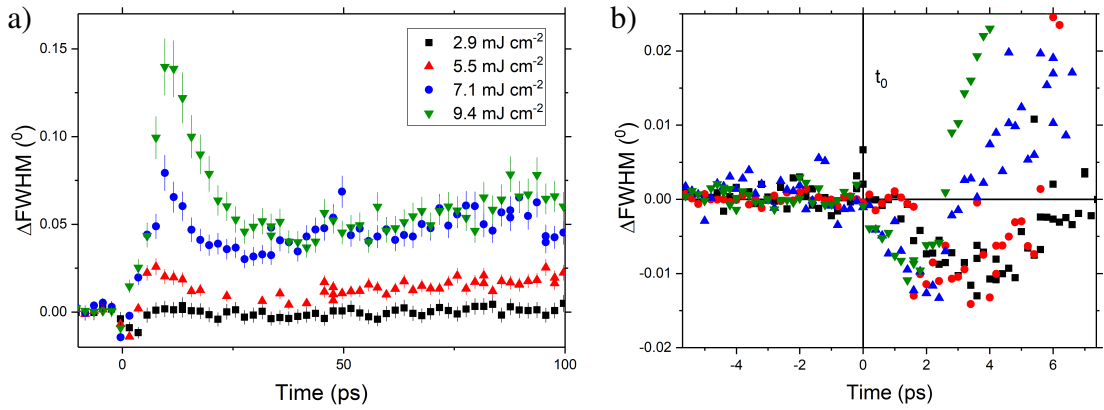 a)
ΔFWHM (⁰)
0.15
0.10
0.05
0.00
2.9 mJ cm⁻²
5.5 mJ cm⁻²
7.1 mJ cm⁻²
9.4 mJ cm⁻²
0
50
100
Time (ps)
b)
ΔFWHM (⁰)
0.02
0.01
0.00
-0.01
-0.02
t₀
-4
-2
0
2
4
6
Time (ps)